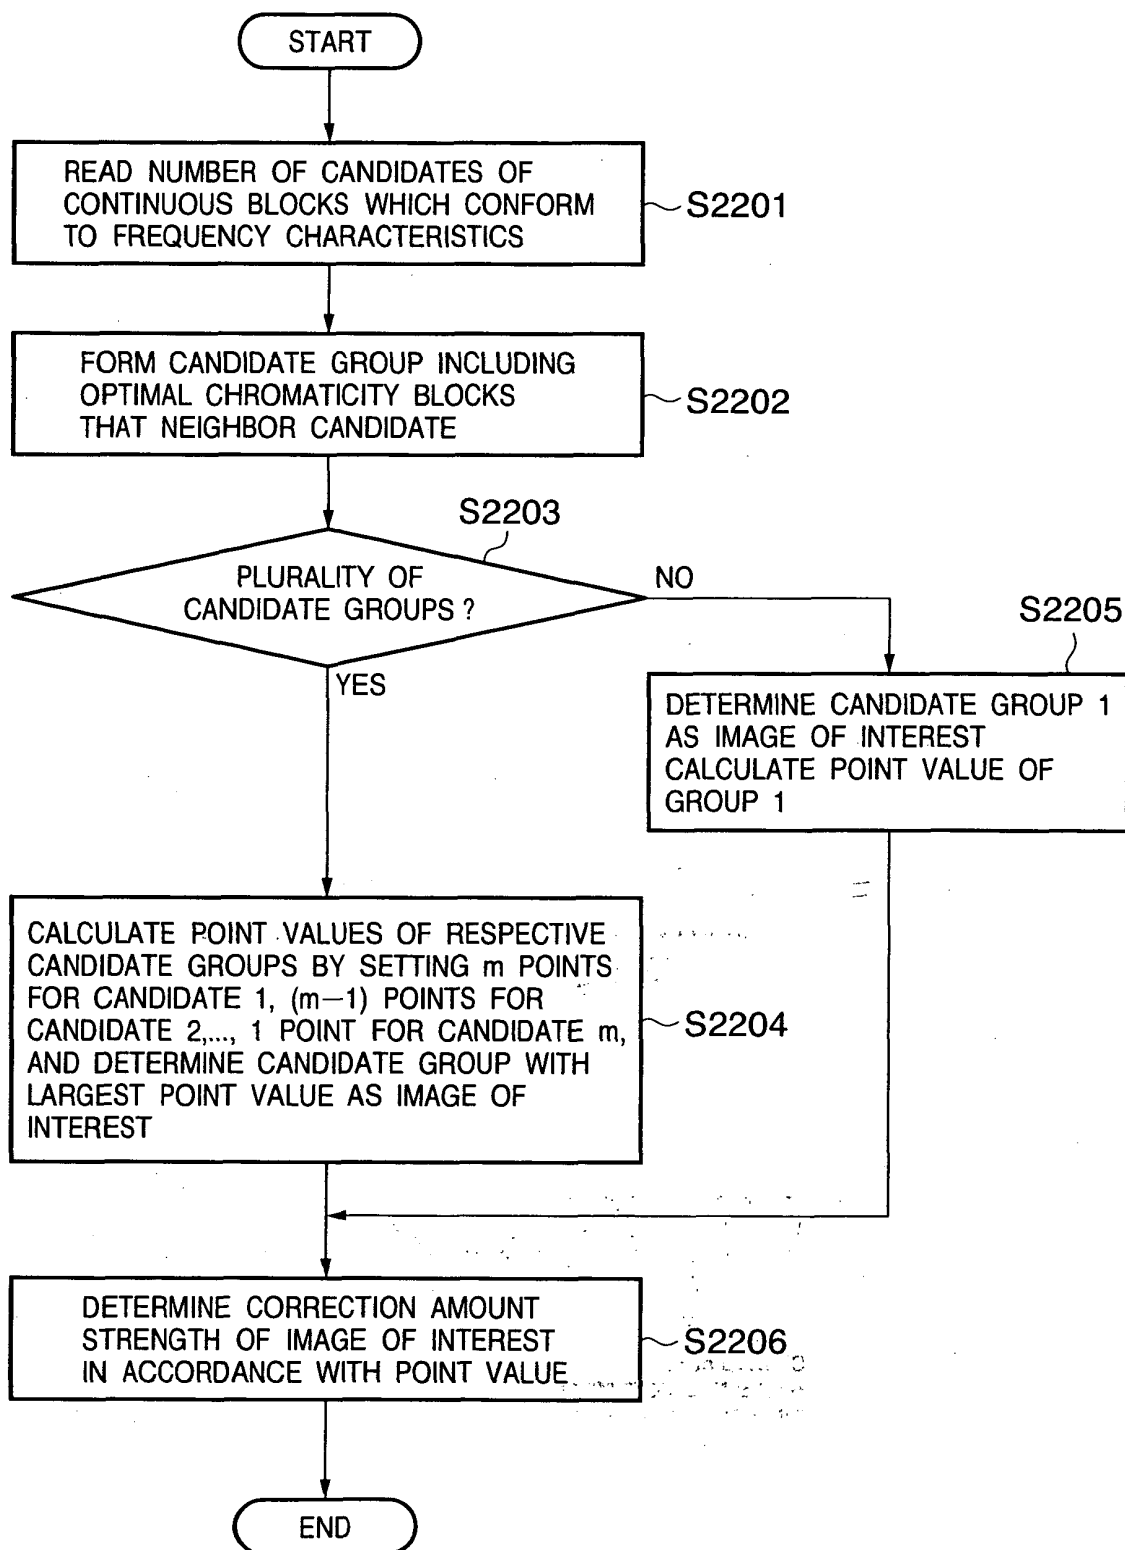 START
READ NUMBER OF CANDIDATES OF
CONTINUOUS BLOCKS WHICH CONFORM
TO FREQUENCY CHARACTERISTICS
S2201
FORM CANDIDATE GROUP INCLUDING
OPTIMAL CHROMATICITY BLOCKS
THAT NEIGHBOR CANDIDATE
S2202
S2203
PLURALITY OF
CANDIDATE GROUPS ?
NO
YES
S2205
DETERMINE CANDIDATE GROUP 1
AS IMAGE OF INTEREST
CALCULATE POINT VALUE OF
GROUP 1
CALCULATE POINT VALUES OF RESPECTIVE
CANDIDATE GROUPS BY SETTING m POINTS
FOR CANDIDATE 1, (m−1) POINTS FOR
CANDIDATE 2,..., 1 POINT FOR CANDIDATE m,
AND DETERMINE CANDIDATE GROUP WITH
LARGEST POINT VALUE AS IMAGE OF
INTEREST
S2204
DETERMINE CORRECTION AMOUNT
STRENGTH OF IMAGE OF INTEREST
IN ACCORDANCE WITH POINT VALUE
S2206
END